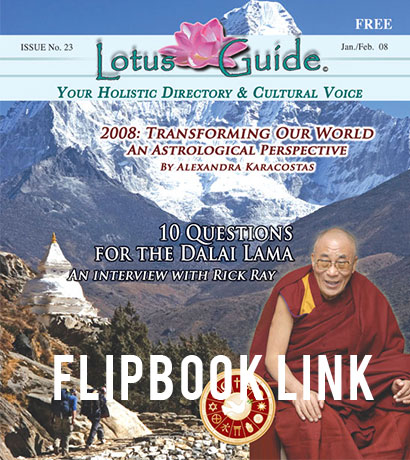 FREE
ISSUE No. 23
Lotus Guide
Jan./Feb. 08
YOUR HOLISTIC DIRECTORY & CULTURAL VOICE
2008: TRANSFORMING OUR WORLD
AN ASTROLOGICAL PERSPECTIVE
BY ALEXANDRA KARACOSTAS
10 QUESTIONS
FOR THE DALAI LAMA
AN INTERVIEW WITH RICK RAY
FLIPBOOK LINK